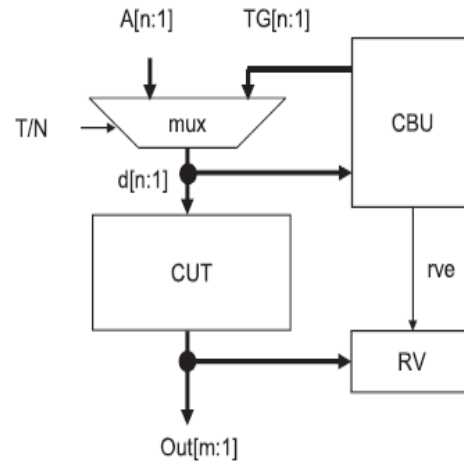 A[n:1]
TG[n:1]
T/N
mux
CBU
d[n:1]
CUT
rve
RV
Out[m:1]